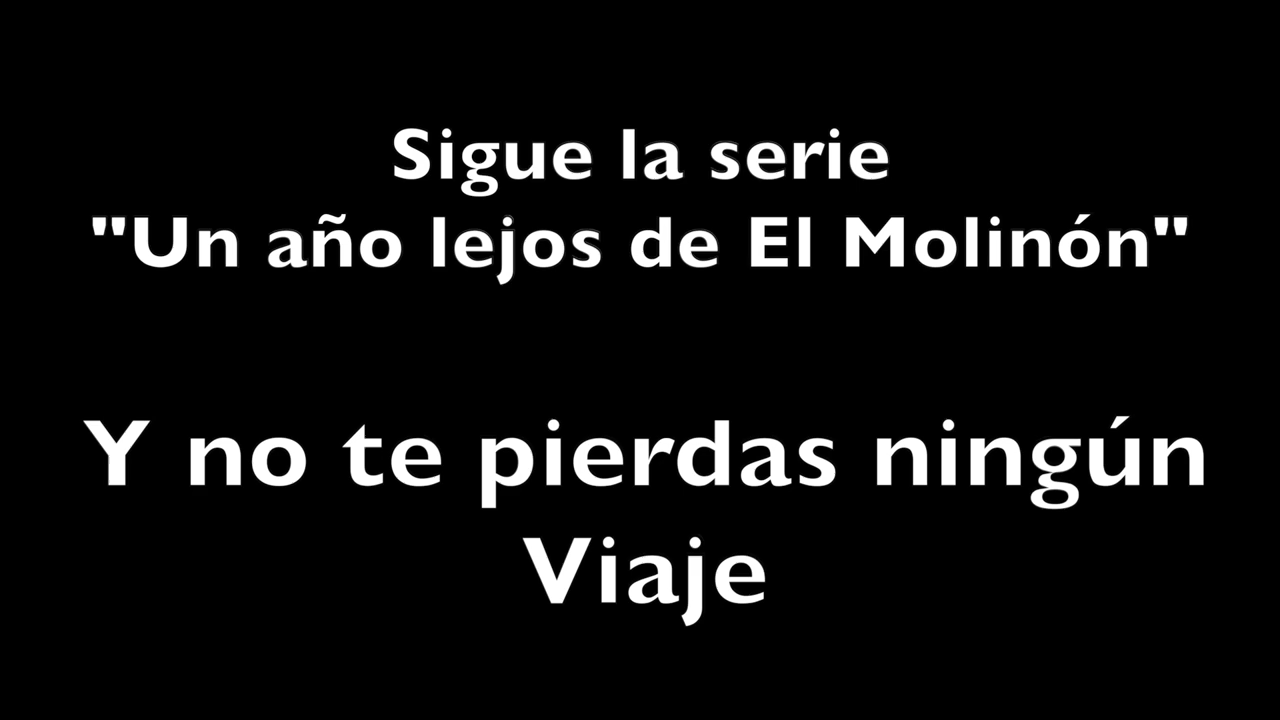 Sigue la serie
"Un año lejos de El Molinón"
Y no te pierdas ningún
Viaje